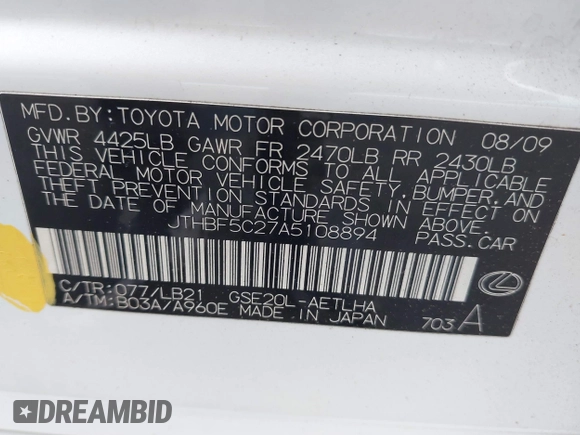 MFD.BY:TOYOTA MOTOR CORPORATION 08/09
GVWR 4425LB GAWR FR 2470LB RR 2430LB
THIS VEHICLE CONFORMS TO ALL APPLICABLE
FEDERAL MOTOR VEHICLE SAFETY,BUMPER,AND
THEFT PREVENTION STANDARDS IN EFFECT ON
THE DATE OF MANUFACTURE SHOWN ABOVE.
JTHBF5C27A5108894 PASS.CAR
C/TR:077/LB21 GSE20L-AETLHA
A/TM:B03A/A960E MADE IN JAPAN 703 A
DREAMBID